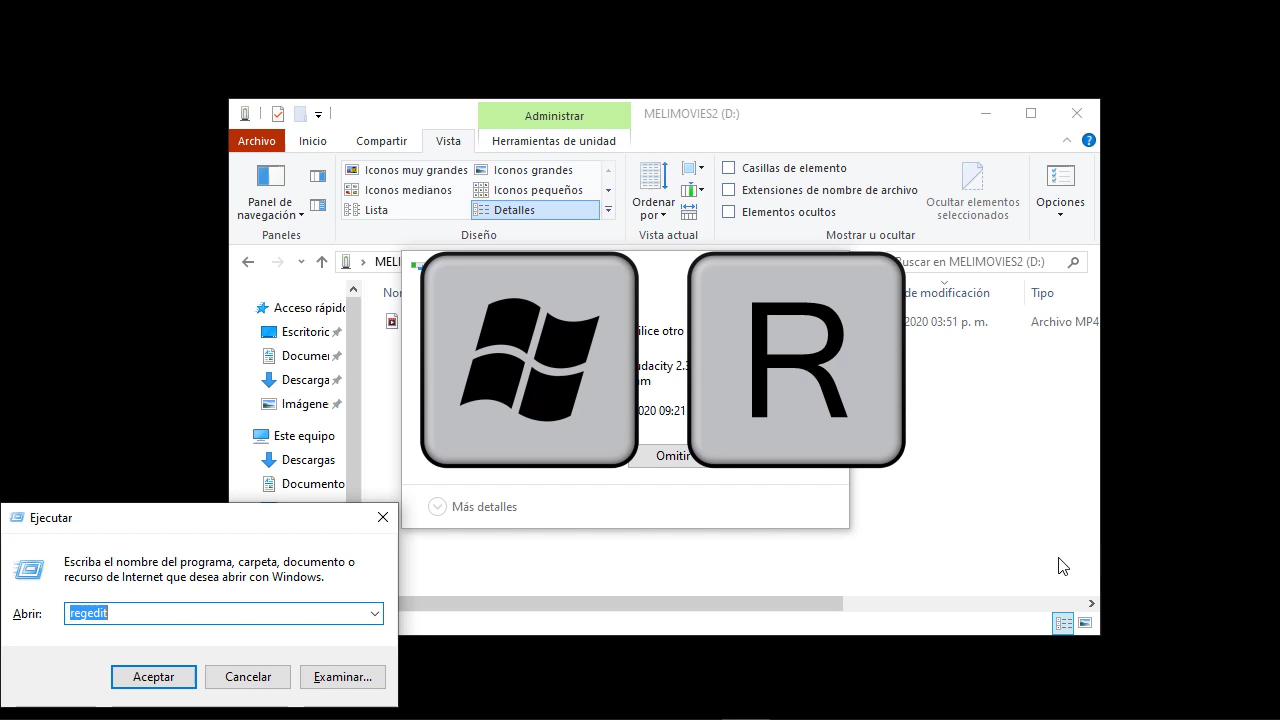 Administrar
MELIMOVIES2 (D:)
Archivo
Inicio
Compartir
Vista
Herramientas de unidad
Panel de
navegación
Iconos muy grandes
Iconos grandes
Iconos medianos
Iconos pequeños
Lista
Detalles
Ordenar
por
Casillas de elemento
Extensiones de nombre de archivo
Elementos ocultos
Ocultar elementos
seleccionados
Opciones
Paneles
Diseño
Vista actual
Mostrar u ocultar
MELI
Buscar en MELIMOVIES2 (D:)
de modificación
Tipo
2020 03:51 p. m.
Archivo MP4
Acceso rápido
Escritorio
Documen
Descarga
Imágene
Este equipo
Descargas
Documento
ilice otro
udacity 2.3
um
2020 09:21
Omitir
Más detalles
R
Ejecutar
Escriba el nombre del programa, carpeta, documento o
recurso de Internet que desea abrir con Windows.
Abrir:
regedit
Aceptar
Cancelar
Examinar...